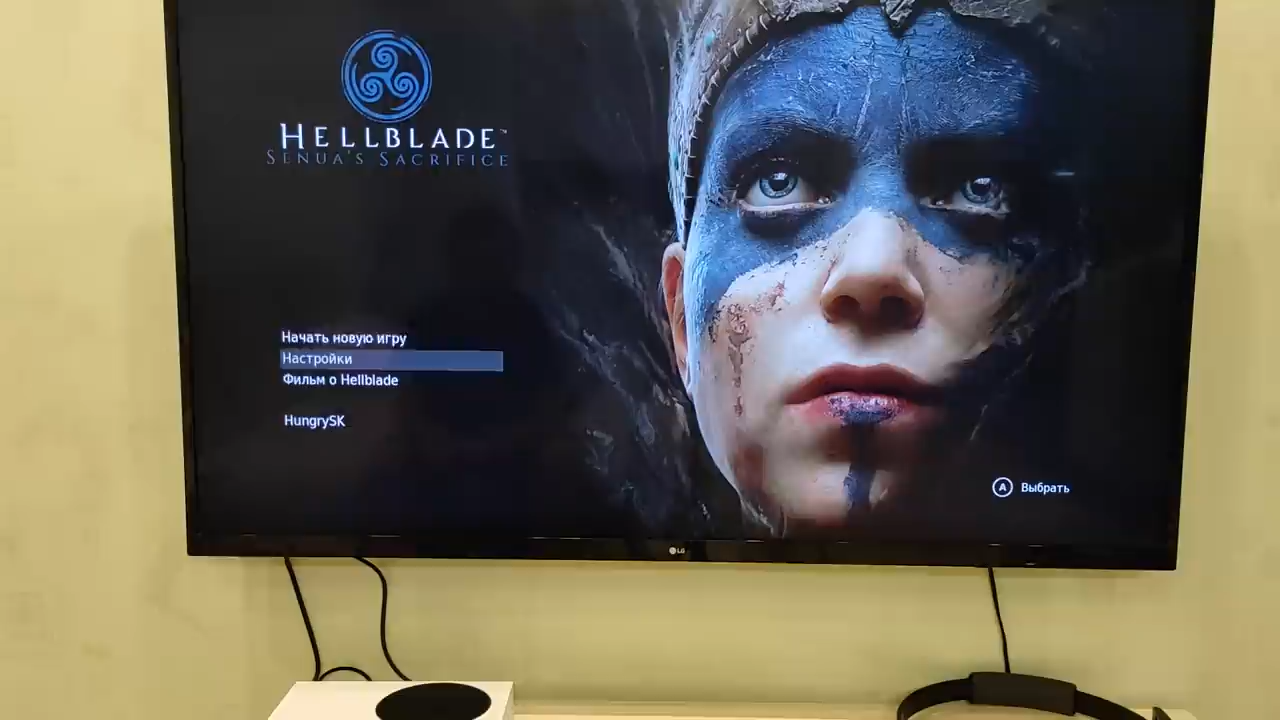 HELLBLADE™
SENUA'S SACRIFICE
Начать новую игру
Настройки
Фильм о Hellblade
HungrySK
A Выбрать
LG